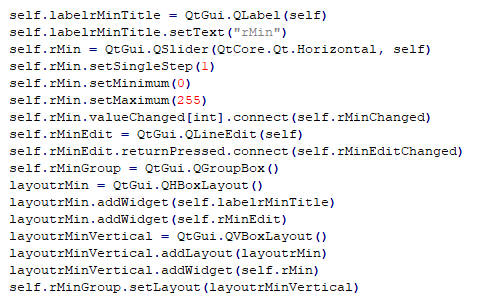 self.labelrMinTitle = QtGui.QLabel(self)
self.labelrMinTitle.setText("rMin")
self.rMin = QtGui.QSlider(QtCore.Qt.Horizontal, self)
self.rMin.setSingleStep(1)
self.rMin.setMinimum(0)
self.rMin.setMaximum(255)
self.rMin.valueChanged[int].connect(self.rMinChanged)
self.rMinEdit = QtGui.QLineEdit(self)
self.rMinEdit.returnPressed.connect(self.rMinEditChanged)
self.rMinGroup = QtGui.QGroupBox()
layoutrMin = QtGui.QHBoxLayout()
layoutrMin.addWidget(self.labelrMinTitle)
layoutrMin.addWidget(self.rMinEdit)
layoutrMinVertical = QtGui.QVBoxLayout()
layoutrMinVertical.addLayout(layoutrMin)
layoutrMinVertical.addWidget(self.rMin)
self.rMinGroup.setLayout(layoutrMinVertical)